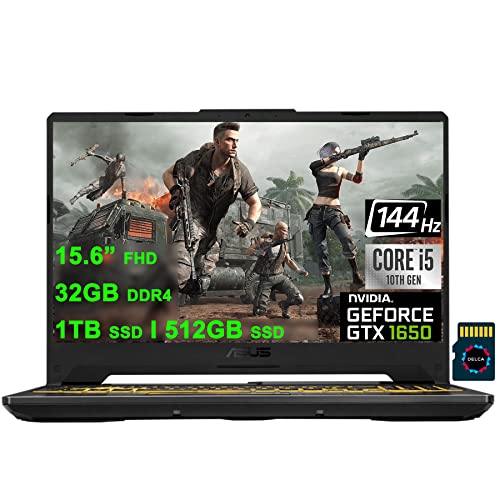 144Hz
15.6” FHD
CORE i5
10TH GEN
32GB DDR4
NVIDIA.
GEFORCE
GTX 1650
1TB SSD I 512GB SSD
ASUS
DELCA